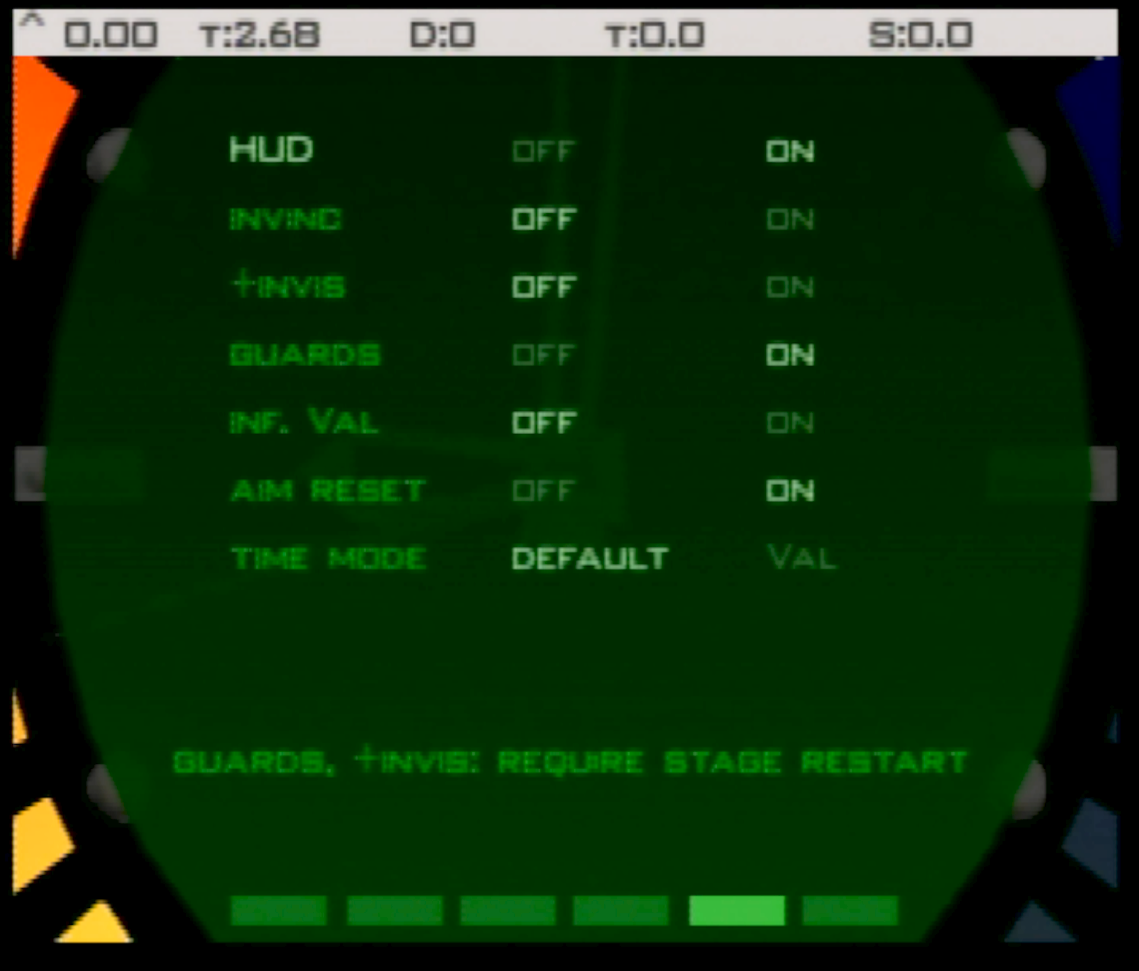 ^ 0.00 T:2.68 D:0 T:0.0 S:0.0
HUD OFF ON
INVINC OFF ON
+INVIS OFF ON
GUARDS OFF ON
INF. VAL OFF ON
AIM RESET OFF ON
TIME MODE DEFAULT VAL
GUARDS, +INVIS: REQUIRE STAGE RESTART